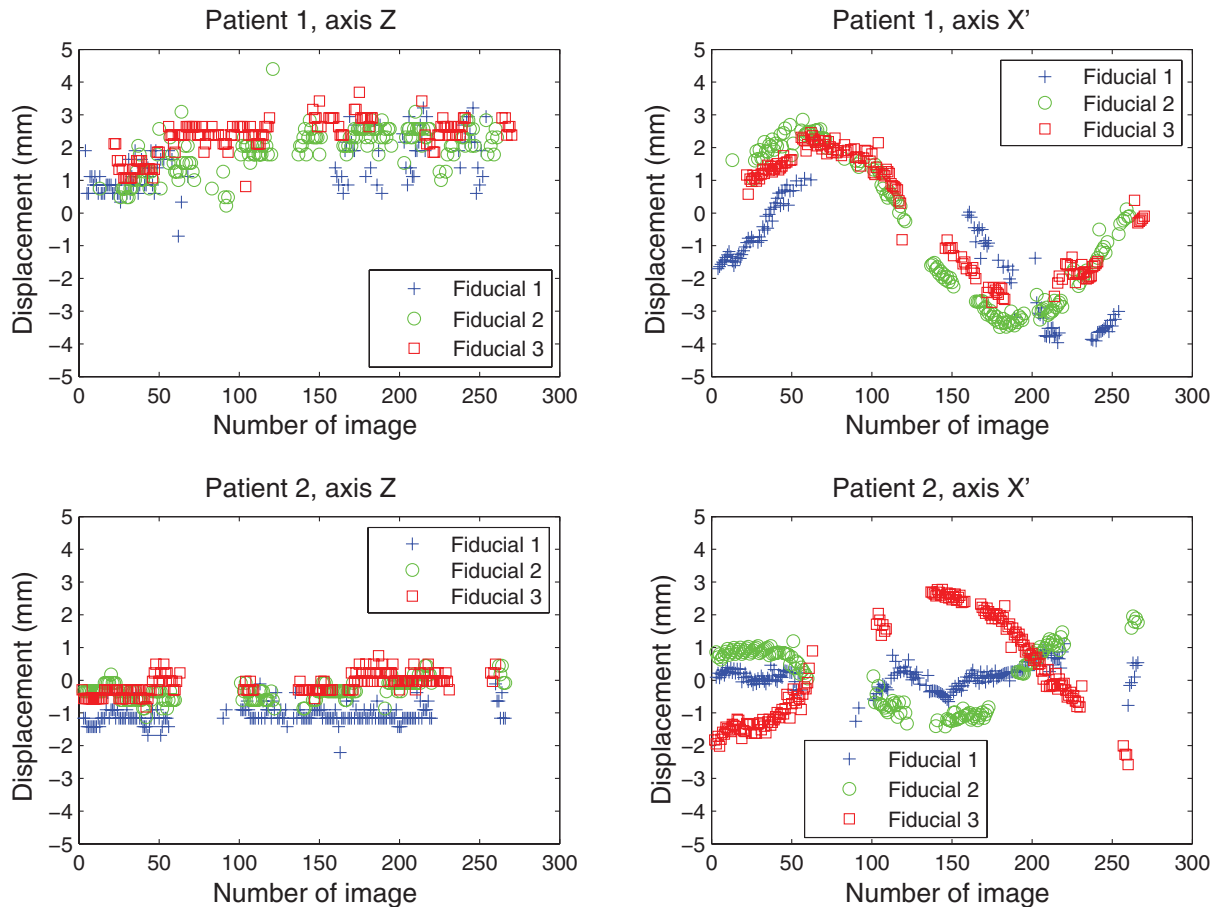 Patient 1, axis Z
5
4
3
2
1
0
−1
−2
−3
−4
−5
Displacement (mm)
Fiducial 1
Fiducial 2
Fiducial 3
0 50 100 150 200 250 300
Number of image
Patient 1, axis X’
5
4
3
2
1
0
−1
−2
−3
−4
−5
Displacement (mm)
Fiducial 1
Fiducial 2
Fiducial 3
0 50 100 150 200 250 300
Number of image
Patient 2, axis Z
5
4
3
2
1
0
−1
−2
−3
−4
−5
Displacement (mm)
Fiducial 1
Fiducial 2
Fiducial 3
0 50 100 150 200 250 300
Number of image
Patient 2, axis X’
5
4
3
2
1
0
−1
−2
−3
−4
−5
Displacement (mm)
Fiducial 1
Fiducial 2
Fiducial 3
0 50 100 150 200 250 300
Number of image